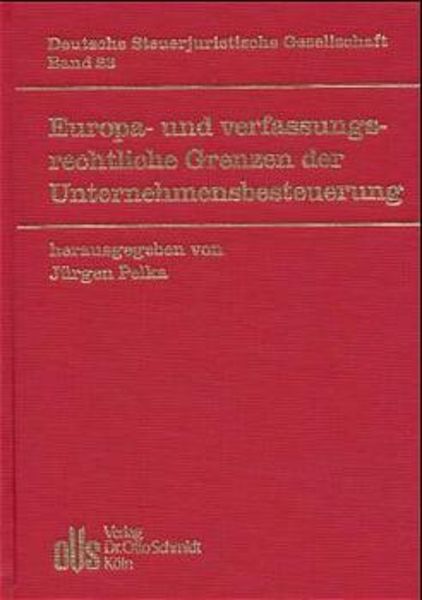 Deutsche Steuerjuristische Gesellschaft
Band 23
Europa- und verfassungs-
rechtliche Grenzen der
Unternehmensbesteuerung
herausgegeben von
Jürgen Pelka
oVs
Verlag
Dr. Otto Schmidt
Köln